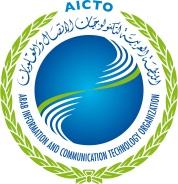 AICTO
المنظمة العربية لتكنولوجيات الاتصال والمعلومات
ARAB INFORMATION AND COMMUNICATION TECHNOLOGY ORGANIZATION